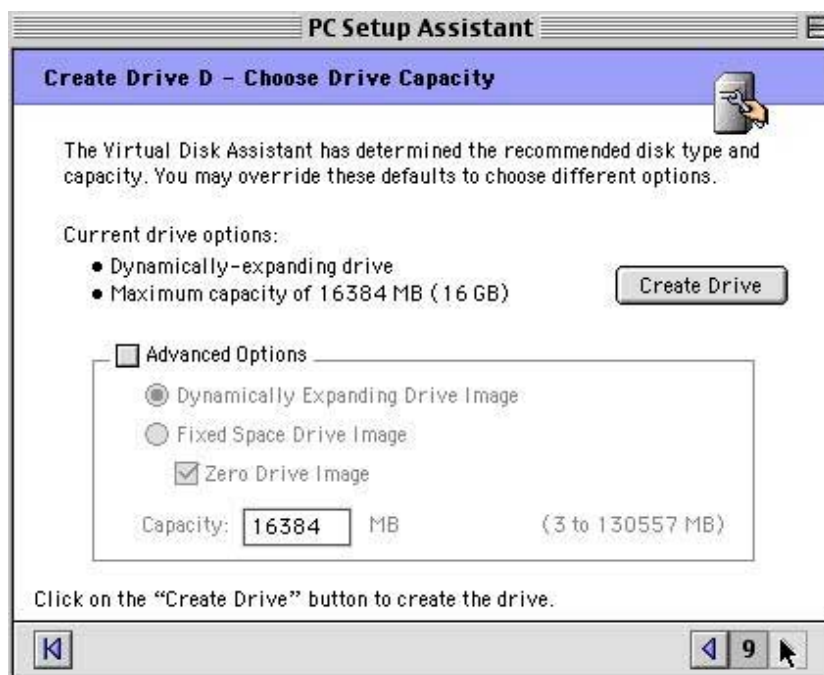 PC Setup Assistant
Create Drive D – Choose Drive Capacity
The Virtual Disk Assistant has determined the recommended disk type and
capacity. You may override these defaults to choose different options.
Current drive options:
• Dynamically-expanding drive
• Maximum capacity of 16384 MB (16 GB)
Create Drive
Advanced Options
Dynamically Expanding Drive Image
Fixed Space Drive Image
Zero Drive Image
Capacity: 16384 MB (3 to 130557 MB)
Click on the “Create Drive” button to create the drive.
9